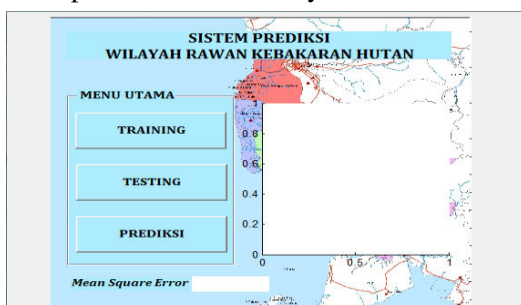 SISTEM PREDIKSI
WILAYAH RAWAN KEBAKARAN HUTAN
MENU UTAMA
TRAINING
TESTING
PREDIKSI
1
0.8
0.6
0.4
0.2
0
0
0.5
1
Mean Square Error